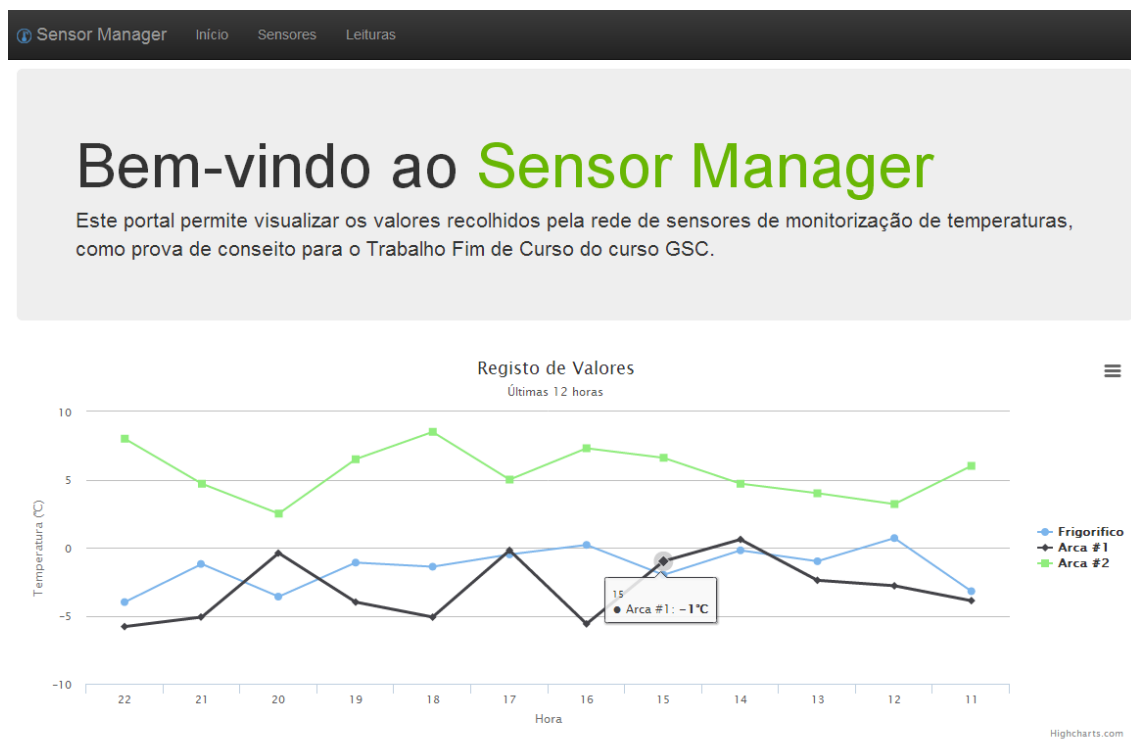 Sensor Manager Início Sensores Leituras
Bem-vindo ao Sensor Manager
Este portal permite visualizar os valores recolhidos pela rede de sensores de monitorização de temperaturas,
como prova de conseito para o Trabalho Fim de Curso do curso GSC.
Registo de Valores
Últimas 12 horas
Temperatura (°C)
10
5
0
-5
-10
15
Arca #1: -1°C
Frigorifico
Arca #1
Arca #2
22 21 20 19 18 17 16 15 14 13 12 11
Hora
Highcharts.com